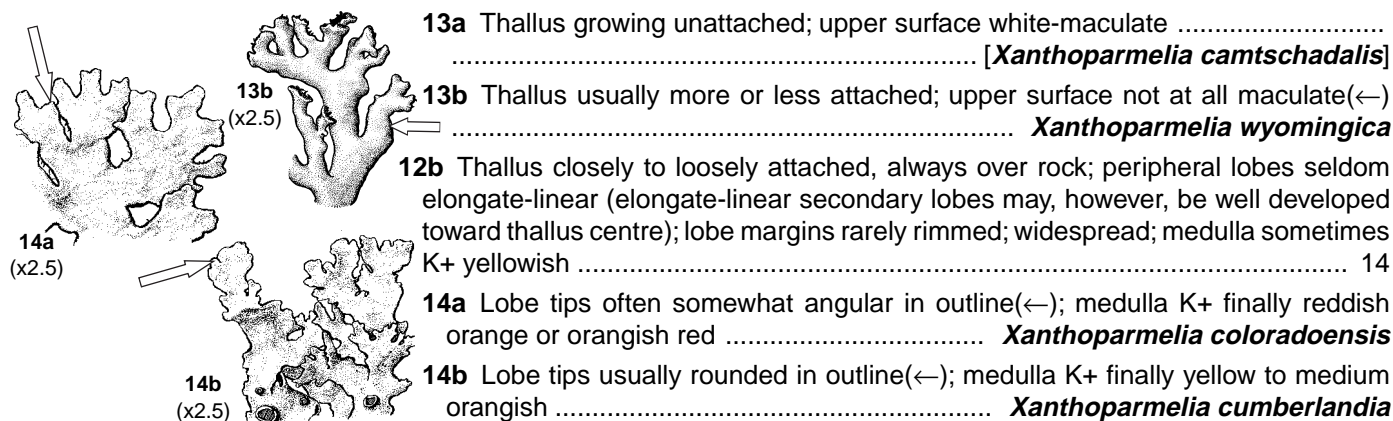 13a Thallus growing unattached; upper surface white-maculate ..............................
.......................................................................... [Xanthoparmelia camtschadalis]
13b Thallus usually more or less attached; upper surface not at all maculate(←)
................................................................................ Xanthoparmelia wyomingica
12b Thallus closely to loosely attached, always over rock; peripheral lobes seldom
elongate-linear (elongate-linear secondary lobes may, however, be well developed
toward thallus centre); lobe margins rarely rimmed; widespread; medulla sometimes
K+ yellowish ............................................................................................................. 14
14a Lobe tips often somewhat angular in outline(←); medulla K+ finally reddish
orange or orangish red ..................................... Xanthoparmelia coloradoensis
14b Lobe tips usually rounded in outline(←); medulla K+ finally yellow to medium
orangish .............................................................. Xanthoparmelia cumberlandia
13b
(x2.5)
14a
(x2.5)
14b
(x2.5)